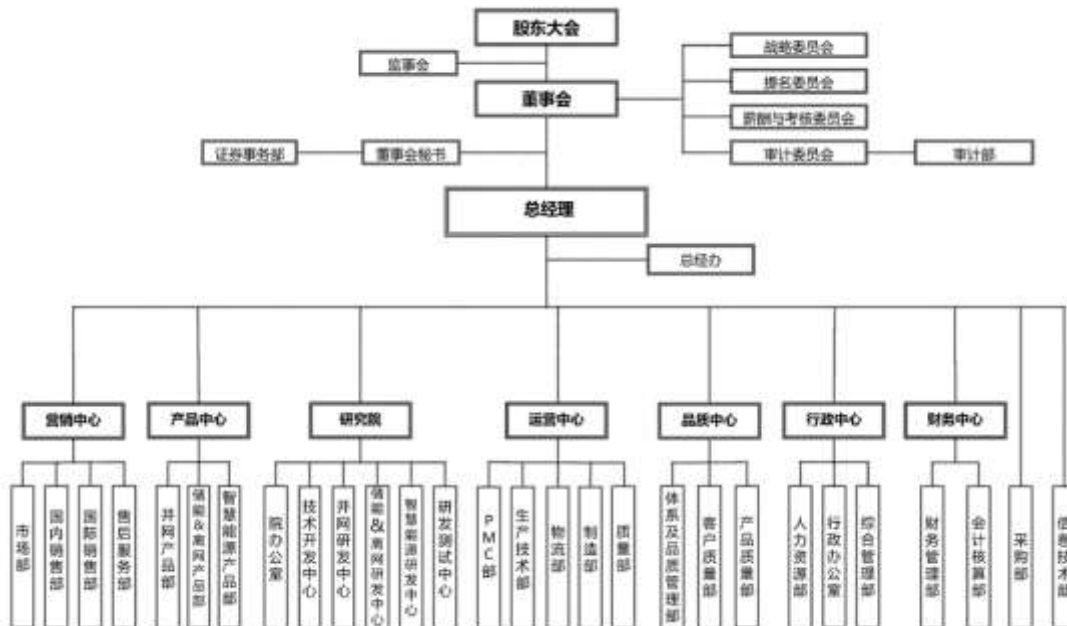 股东大会
监事会
战略委员会
提名委员会
董事会
薪酬与考核委员会
证券事务部
董事会秘书
审计委员会
审计部
总经理
总经办
营销中心
产品中心
研究院
运营中心
品质中心
行政中心
财务中心
市场部
国内销售部
国际销售部
售后服务部
并网产品部
储能&离网产品部
智慧能源产品部
院办公室
技术开发中心
并网研发中心
储能&离网研发中心
智慧能源研发中心
研发测试中心
PMC部
生产技术部
物流部
制造部
质量部
体系及品质管理部
客户质量部
产品质量部
人力资源部
行政办公室
综合管理部
财务管理部
会计核算部
采购部
信息技术部